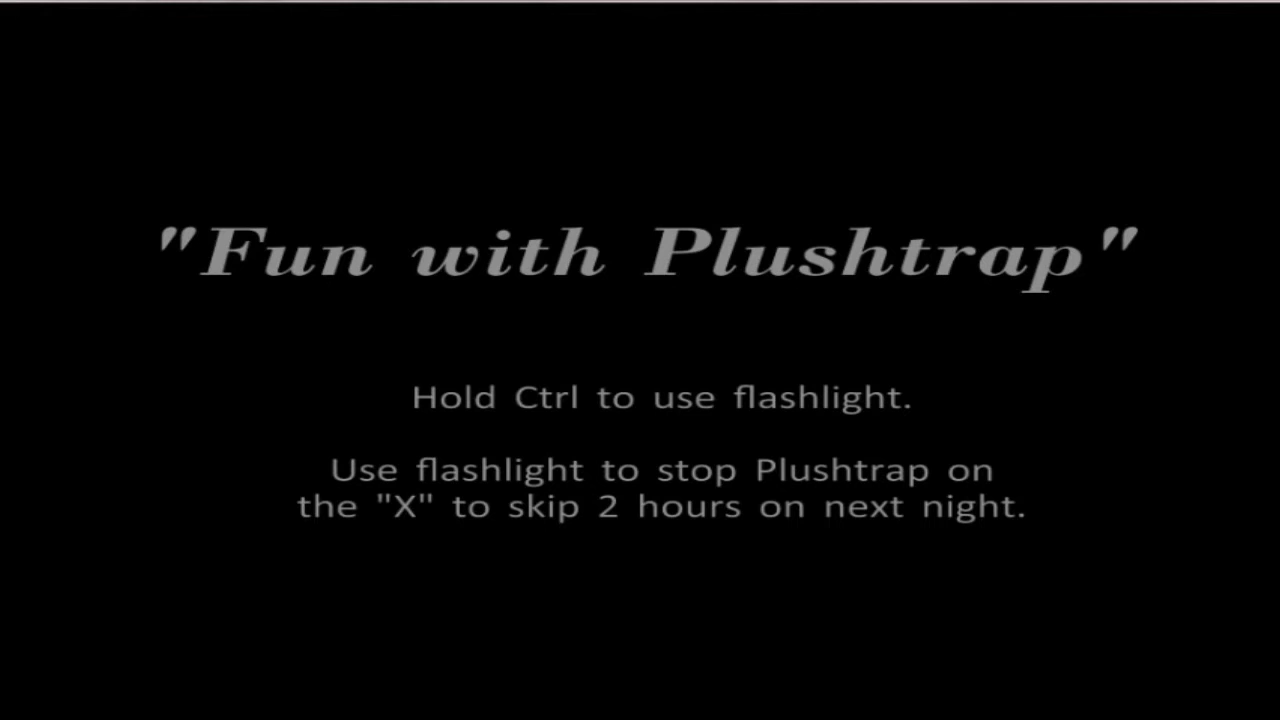 "Fun with Plushtrap"
Hold Ctrl to use flashlight.
Use flashlight to stop Plushtrap on
the "X" to skip 2 hours on next night.